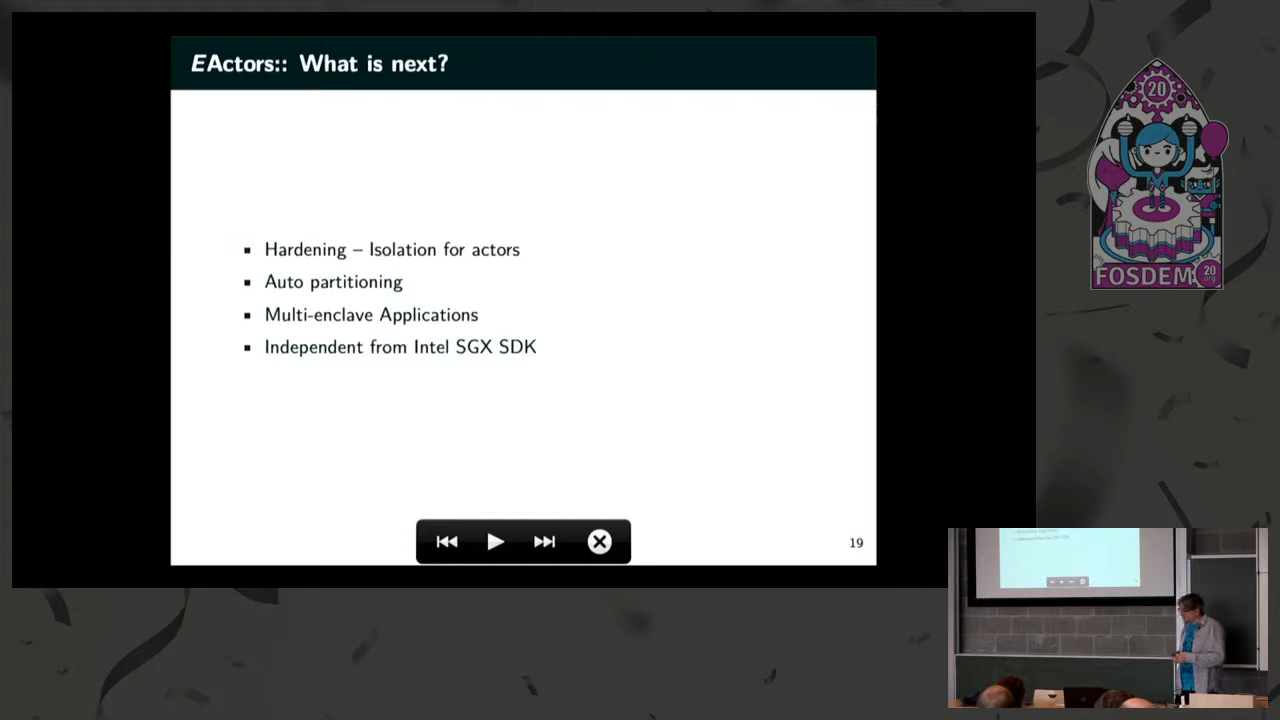 EActors:: What is next?
▪ Hardening – Isolation for actors
▪ Auto partitioning
▪ Multi-enclave Applications
▪ Independent from Intel SGX SDK
19
20
FOSDEM
20
.org